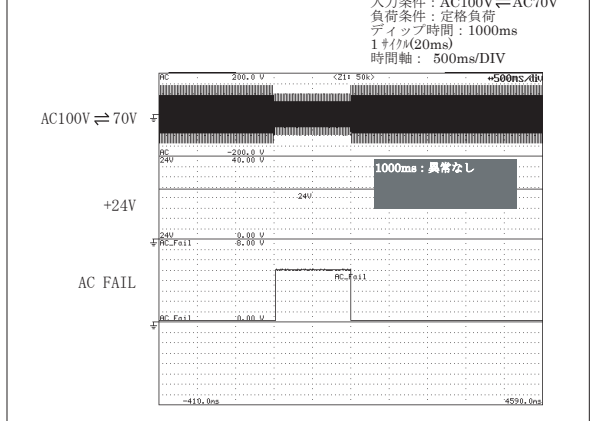 入力条件：AC100V⇌AC70V
負荷条件：定格負荷
ディップ時間：1000ms
1サイクル(20ms)
時間軸： 500ms/DIV
AC 200.0 V <Z1: 50k> 500ms/div
AC100V⇌70V
AC -200.0 V
24V 40.00 V
1000ms：異常なし
24V
+24V
24V 0.00 V
AC_Fail 8.00 V
AC_Fail
AC FAIL
AC_Fail 0.00 V
-410.0ms 4590.0ms